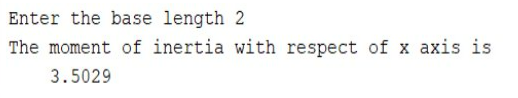 Enter the base length 2
The moment of inertia with respect of x axis is
3.5029